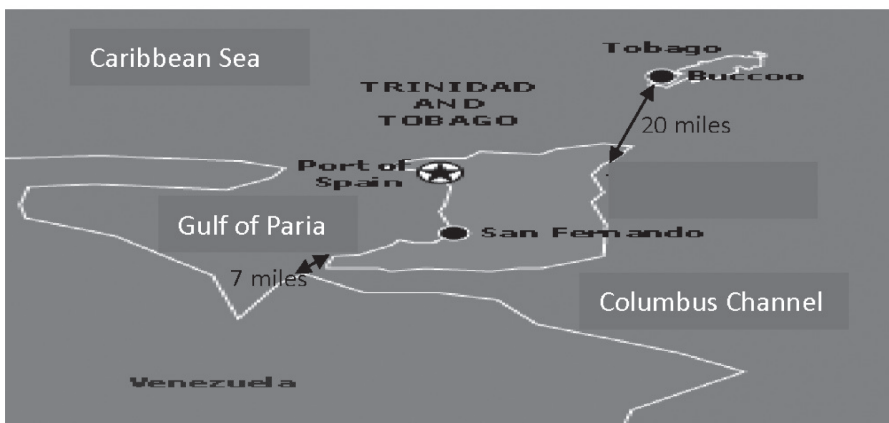 Caribbean Sea
Tobago
Buccoo
TRINIDAD
AND
TOBAGO
20 miles
Port of
Spain
Gulf of Paria
San Fernando
7 miles
Columbus Channel
Venezuela